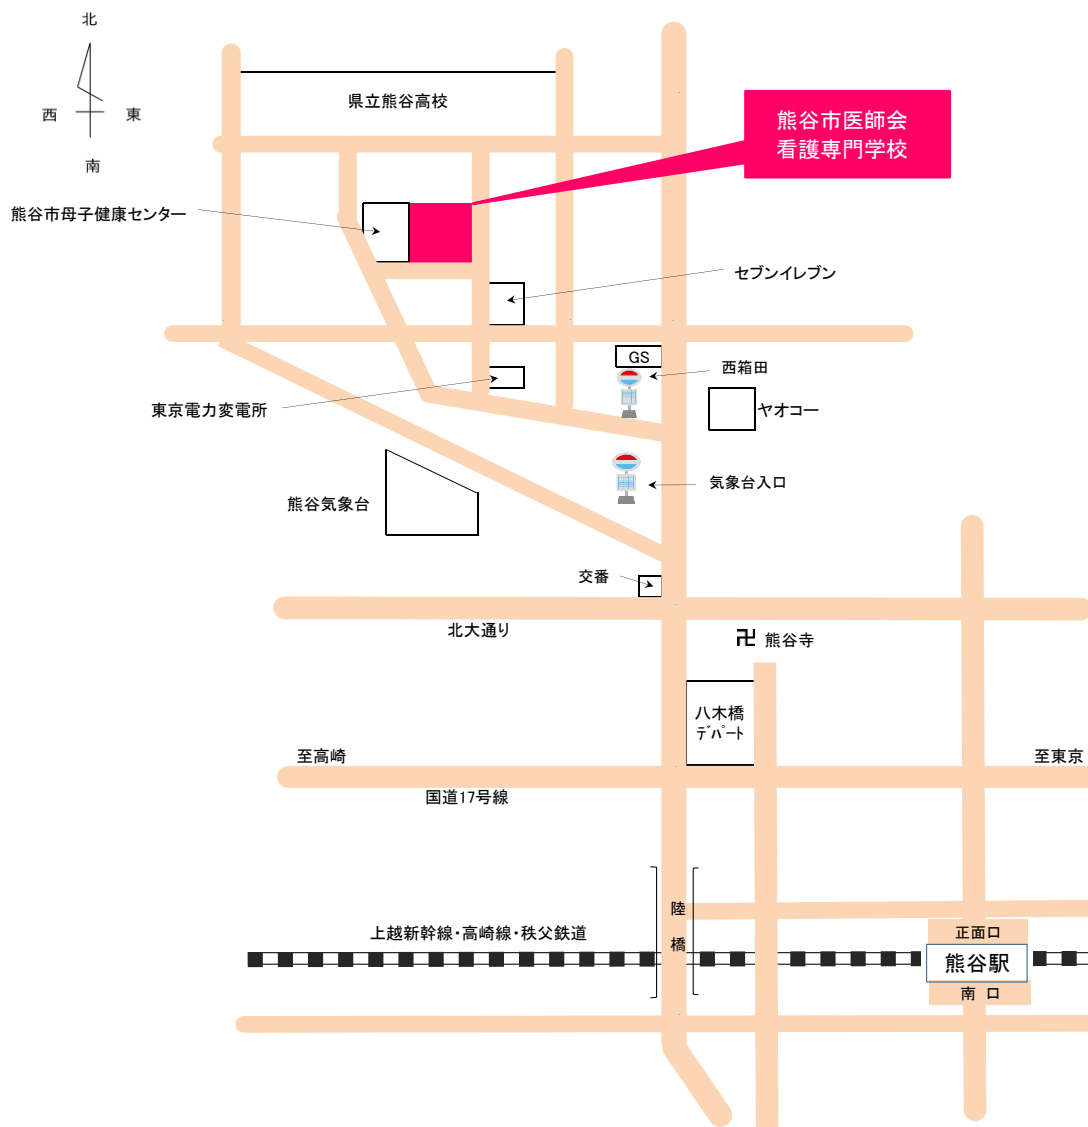 北
西
東
南
県立熊谷高校
熊谷市医師会
看護専門学校
熊谷市母子健康センター
セブンイレブン
GS
西箱田
東京電力変電所
ヤオコー
熊谷気象台
気象台入口
交番
北大通り
卍 熊谷寺
八木橋
ﾃﾞﾊﾟｰﾄ
至高崎
至東京
国道17号線
陸橋
上越新幹線・高崎線・秩父鉄道
正面口
熊谷駅
南 口